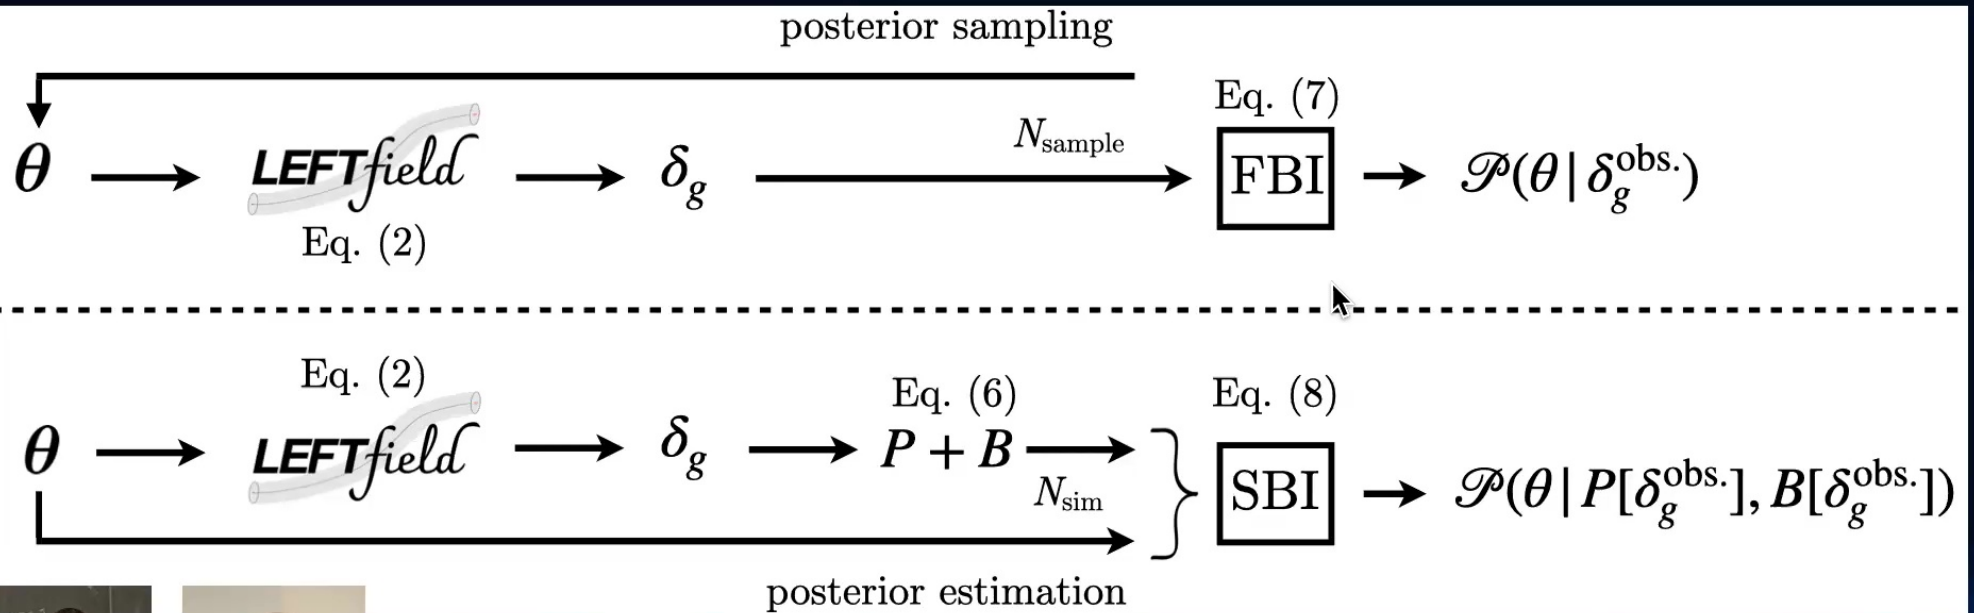 posterior sampling
Eq. (7)
N_sample
θ → LEFTfield → δ_g → FBI → 𝒫(θ | δ_g^obs.)
Eq. (2)
Eq. (2)
Eq. (6)
Eq. (8)
θ → LEFTfield → δ_g → P + B → SBI → 𝒫(θ | P[δ_g^obs.], B[δ_g^obs.])
N_sim
posterior estimation